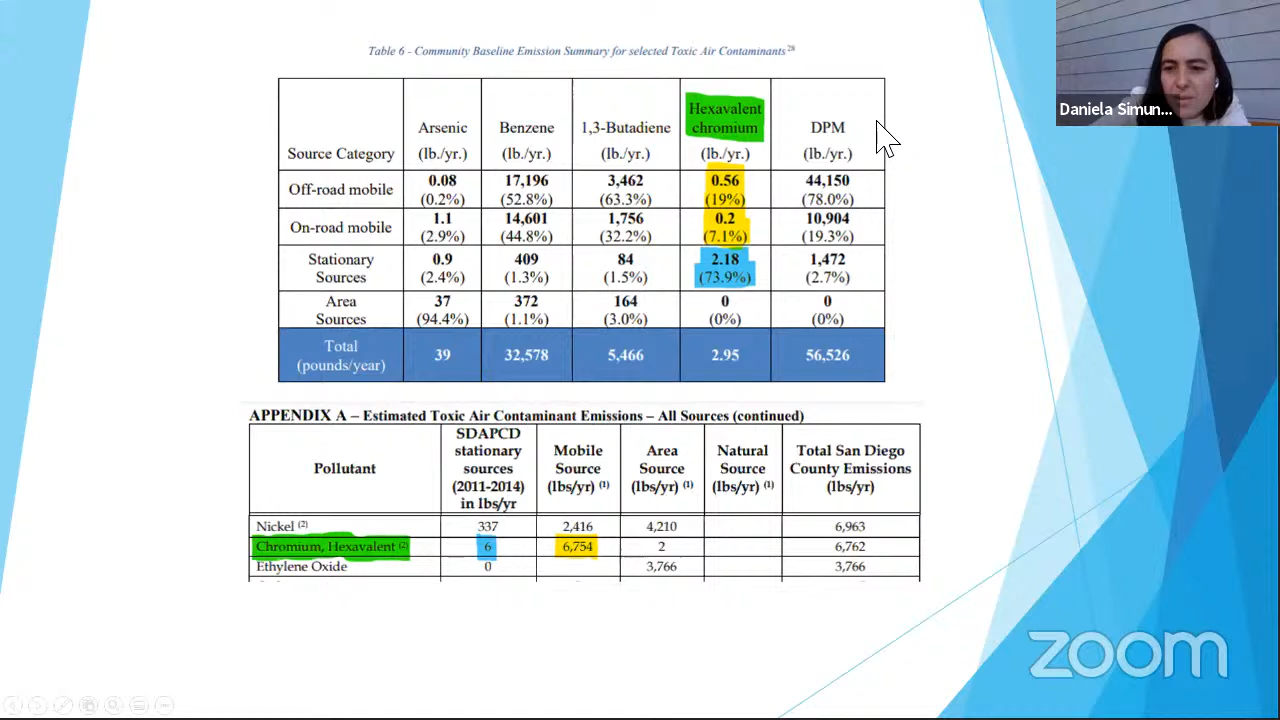 Table 6 - Community Baseline Emission Summary for selected Toxic Air Contaminants28
Source Category Arsenic (lb./yr.) Benzene (lb./yr.) 1,3-Butadiene (lb./yr.) Hexavalent chromium (lb./yr.) DPM (lb./yr.)
Off-road mobile 0.08 (0.2%) 17,196 (52.8%) 3,462 (63.3%) 0.56 (19%) 44,150 (78.0%)
On-road mobile 1.1 (2.9%) 14,601 (44.8%) 1,756 (32.2%) 0.2 (7.1%) 10,904 (19.3%)
Stationary Sources 0.9 (2.4%) 409 (1.3%) 84 (1.5%) 2.18 (73.9%) 1,472 (2.7%)
Area Sources 37 (94.4%) 372 (1.1%) 164 (3.0%) 0 (0%) 0 (0%)
Total (pounds/year) 39 32,578 5,466 2.95 56,526
APPENDIX A – Estimated Toxic Air Contaminant Emissions – All Sources (continued)
Pollutant SDAPCD stationary sources (2011-2014) in lbs/yr Mobile Source (lbs/yr) (1) Area Source (lbs/yr) (1) Natural Source (lbs/yr) (1) Total San Diego County Emissions (lbs/yr)
Nickel (2) 337 2,416 4,210 6,963
Chromium, Hexavalent (2) 6 6,754 2 6,762
Ethylene Oxide 0 3,766 3,766
Daniela Simun...
zoom